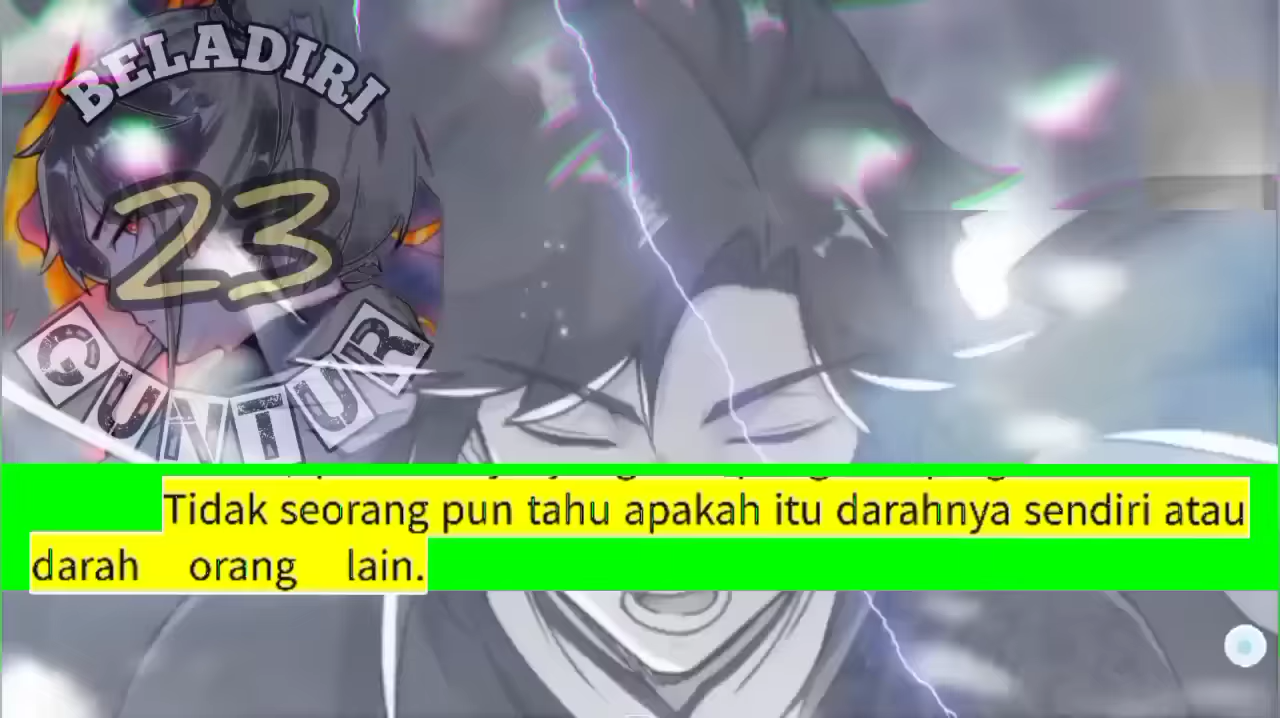 BELADIRI
23
GUNTUR
Tidak seorang pun tahu apakah itu darahnya sendiri atau
darah orang lain.